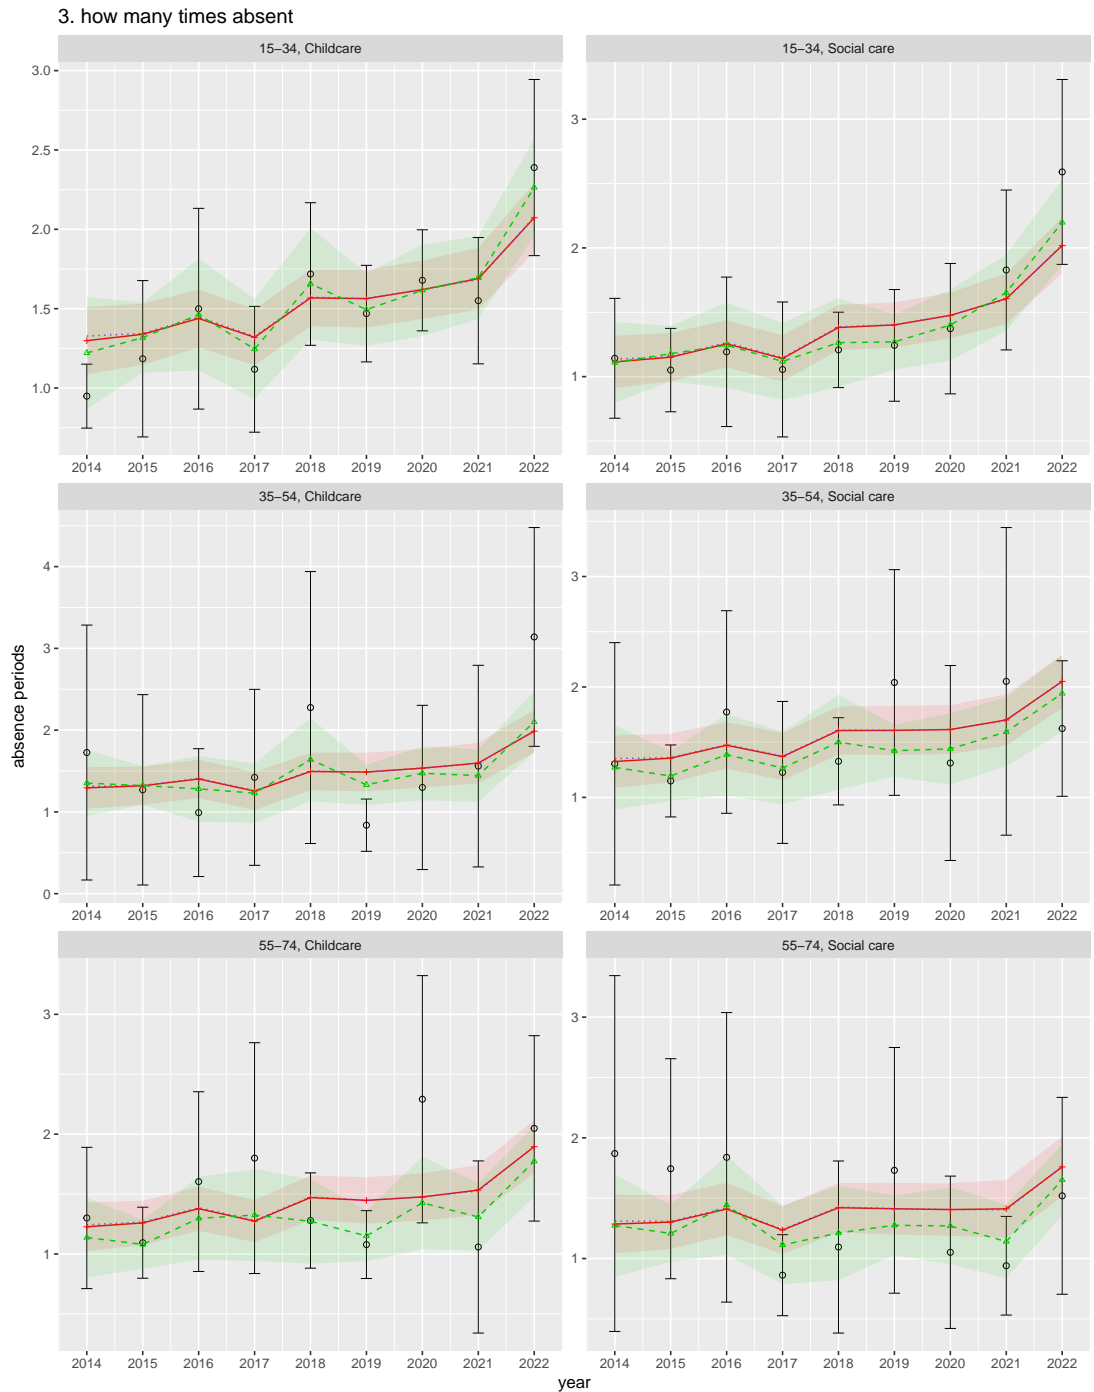 3. how many times absent
15−34, Childcare
15−34, Social care
3.0
2.5
2.0
1.5
1.0
3
2
1
2014 2015 2016 2017 2018 2019 2020 2021 2022
2014 2015 2016 2017 2018 2019 2020 2021 2022
35−54, Childcare
35−54, Social care
4
3
2
1
0
3
2
1
2014 2015 2016 2017 2018 2019 2020 2021 2022
2014 2015 2016 2017 2018 2019 2020 2021 2022
55−74, Childcare
55−74, Social care
3
2
1
3
2
1
2014 2015 2016 2017 2018 2019 2020 2021 2022
2014 2015 2016 2017 2018 2019 2020 2021 2022
absence periods
year